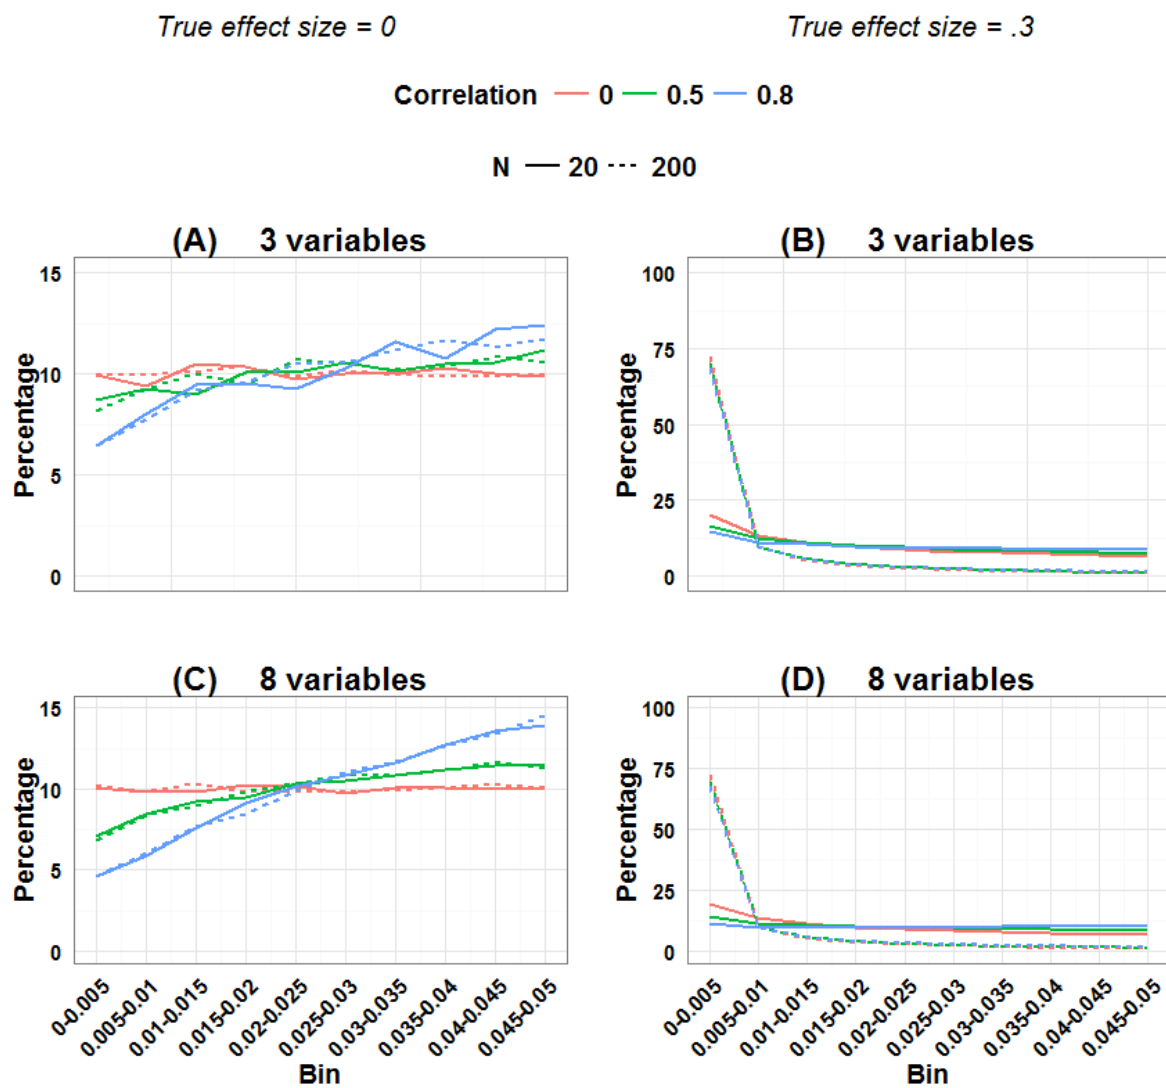 True effect size = 0
True effect size = .3
Correlation 0 0.5 0.8
N 20 200
(A) 3 variables
15
10
5
0
Percentage
(B) 3 variables
100
75
50
25
0
Percentage
(C) 8 variables
15
10
5
0
Percentage
0-0.005
0.005-0.01
0.01-0.015
0.015-0.02
0.02-0.025
0.025-0.03
0.03-0.035
0.035-0.04
0.04-0.045
0.045-0.05
Bin
(D) 8 variables
100
75
50
25
0
Percentage
0-0.005
0.005-0.01
0.01-0.015
0.015-0.02
0.02-0.025
0.025-0.03
0.03-0.035
0.035-0.04
0.04-0.045
0.045-0.05
Bin